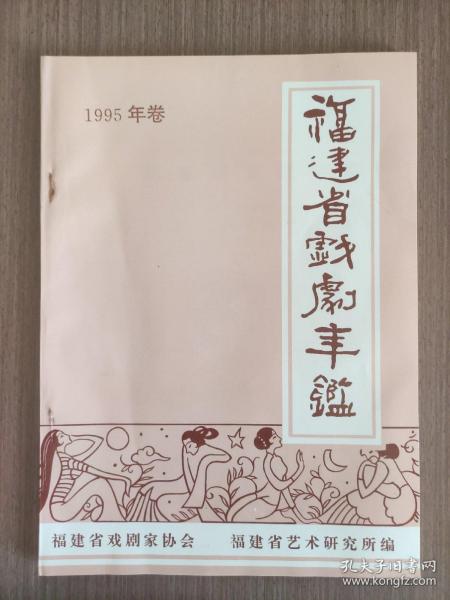 1995年卷
福建省戏剧年鑑
福建省戏剧家协会 福建省艺术研究所编
孔夫子旧书网
www.kongfz.com